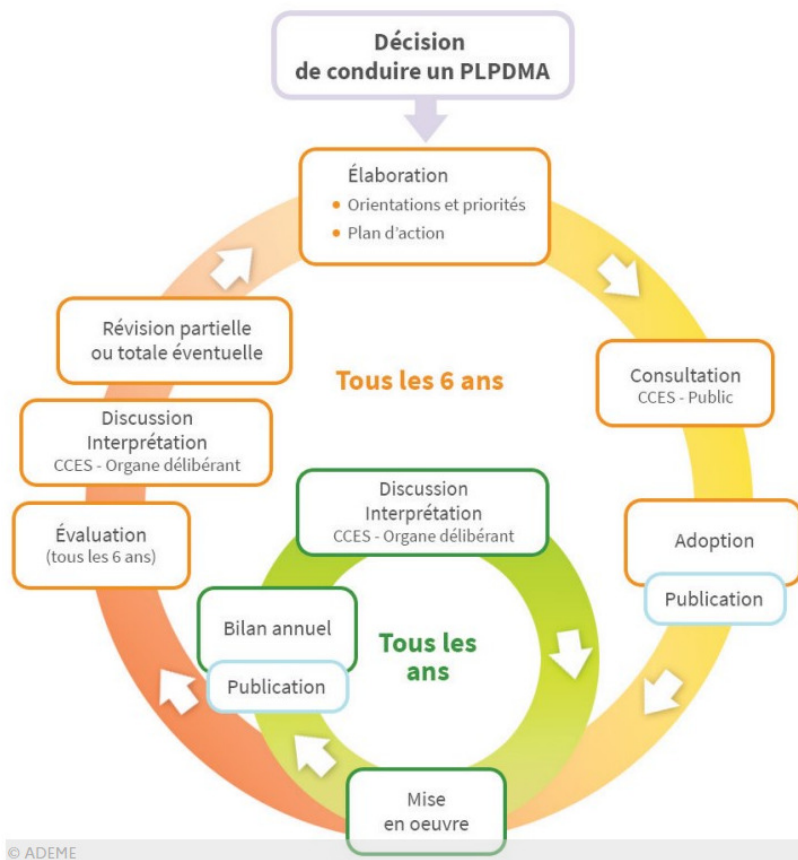 Décision
de conduire un PLPDMA
Élaboration
• Orientations et priorités
• Plan d'action
Consultation
CCES - Public
Adoption
Publication
Mise
en oeuvre
Évaluation
(tous les 6 ans)
Discussion
Interprétation
CCES - Organe délibérant
Révision partielle
ou totale éventuelle
Tous les 6 ans
Bilan annuel
Publication
Discussion
Interprétation
CCES - Organe délibérant
Tous les
ans
© ADEME